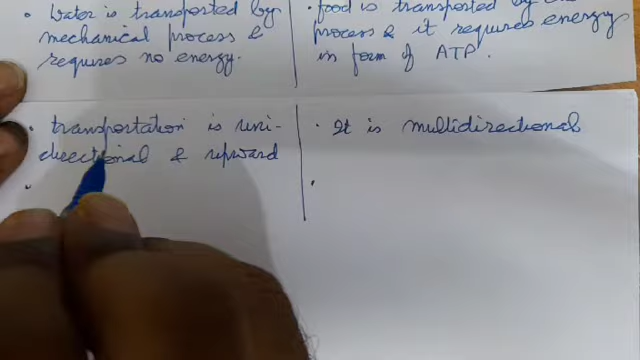 • Water is transported by
mechanical process &
requires no energy.
• food is transported by
process & it requires energy
in form of ATP.
• transportation is uni-
directional & upward
• It is multidirectional